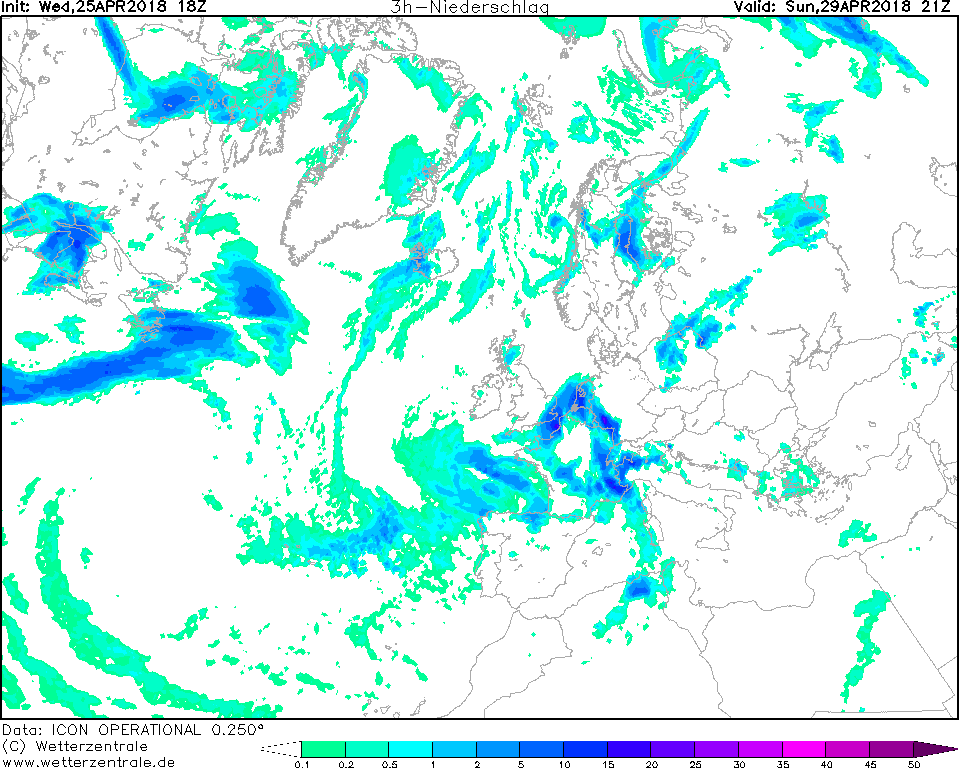 Init: Wed,25APR2018 18Z 3h-Niederschlag Valid: Sun,29APR2018 21Z
Data: ICON OPERATIONAL 0.250°
(C) Wetterzentrale
www.wetterzentrale.de
0.1 0.2 0.5 1 2 5 10 15 20 25 30 35 40 45 50